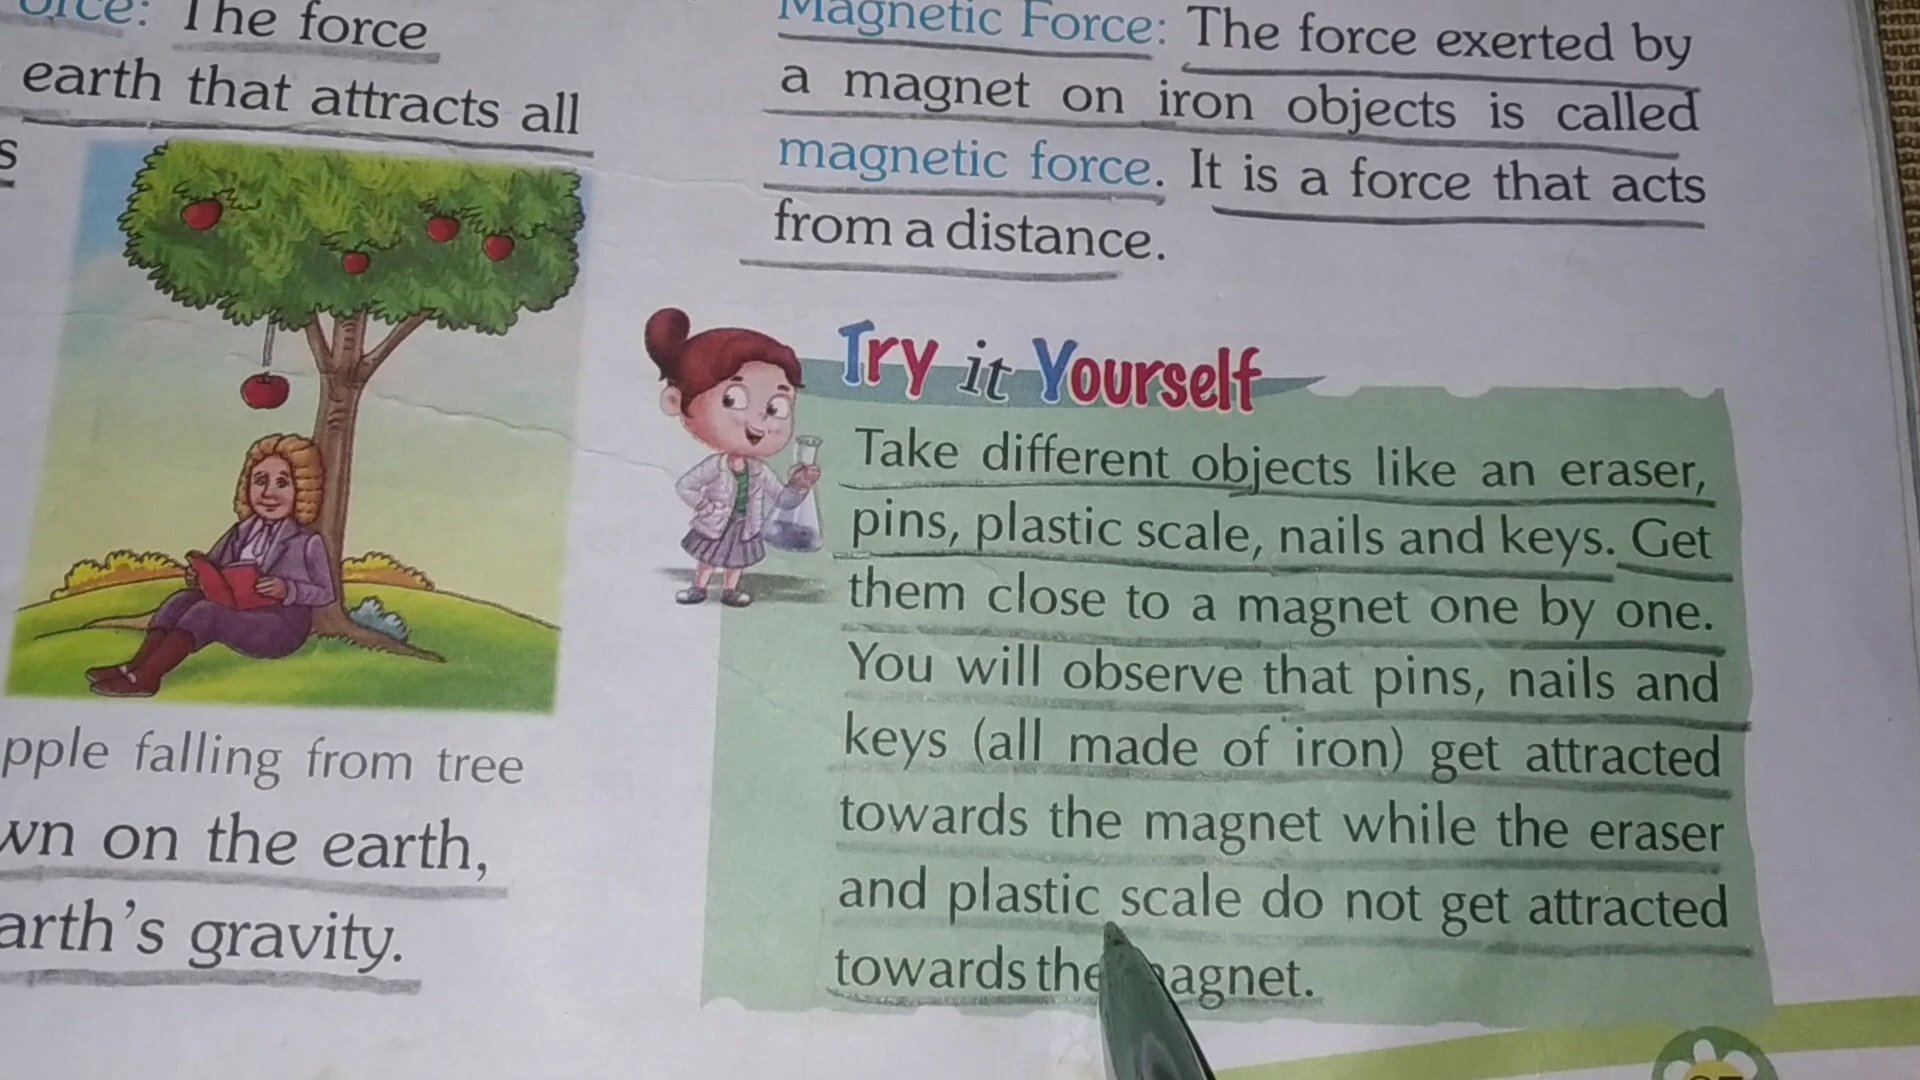 The force
earth that attracts all
pple falling from tree
wn on the earth,
arth's gravity.
Magnetic Force: The force exerted by
a magnet on iron objects is called
magnetic force. It is a force that acts
from a distance.
Try it Yourself
Take different objects like an eraser,
pins, plastic scale, nails and keys. Get
them close to a magnet one by one.
You will observe that pins, nails and
keys (all made of iron) get attracted
towards the magnet while the eraser
and plastic scale do not get attracted
towards the agnet.